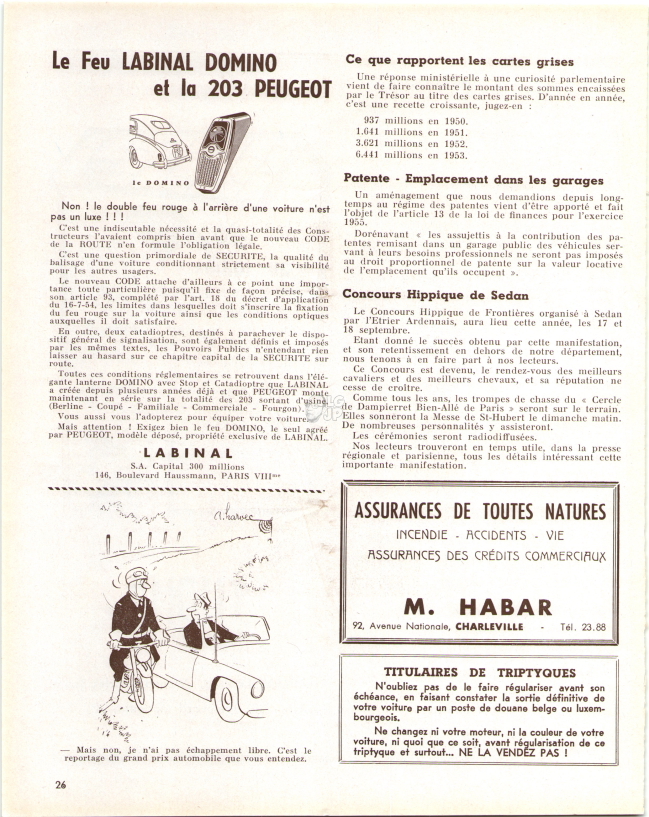 Le Feu LABINAL DOMINO
et la 203 PEUGEOT
le DOMINO
Non ! le double feu rouge à l'arrière d'une voiture n'est
pas un luxe ! ! !
C'est une indiscutable nécessité et la quasi-totalité des Cons-
tructeurs l'avaient compris bien avant que le nouveau CODE
de la ROUTE n'en formule l'obligation légale.
C'est une question primordiale de SECURITE, la qualité du
balisage d'une voiture conditionnant strictement sa visibilité
pour les autres usagers.
Le nouveau CODE attache d'ailleurs à ce point une impor-
tance toute particulière puisqu'il fixe de façon précise, dans
son article 93, complété par l'art. 18 du décret d'application
du 16-7-54, les limites dans lesquelles doit s'inscrire la fixation
du feu rouge sur la voiture ainsi que les conditions optiques
auxquelles il doit satisfaire.
En outre, deux catadioptres, destinés à parachever le dispo-
sitif général de signalisation, sont également définis et imposés
par les mêmes textes, les Pouvoirs Publics n'entendant rien
laisser au hasard sur ce chapitre capital de la SECURITE sur
route.
Toutes ces conditions réglementaires se retrouvent dans l'élé-
gante lanterne DOMINO avec Stop et Catadioptre que LABINAL
a créée depuis plusieurs années déjà et que PEUGEOT monte
maintenant en série sur la totalité des 203 sortant d'usine
(Berline - Coupé - Familiale - Commerciale - Fourgon).
Vous aussi vous l'adopterez pour équiper votre voiture.
Mais attention ! Exigez bien le feu DOMINO, le seul agréé
par PEUGEOT, modèle déposé, propriété exclusive de LABINAL.
LABINAL
S.A. Capital 300 millions
146, Boulevard Haussmann, PARIS VIIIme
a. harvec
— Mais non, je n'ai pas échappement libre. C'est le
reportage du grand prix automobile que vous entendez.
26
Ce que rapportent les cartes grises
Une réponse ministérielle à une curiosité parlementaire
vient de faire connaître le montant des sommes encaissées
par le Trésor au titre des cartes grises. D'année en année,
c'est une recette croissante, jugez-en :
937 millions en 1950.
1.641 millions en 1951.
3.621 millions en 1952.
6.441 millions en 1953.
Patente - Emplacement dans les garages
Un aménagement que nous demandions depuis long-
temps au régime des patentes vient d'être apporté et fait
l'objet de l'article 13 de la loi de finances pour l'exercice
1955.
Dorénavant « les assujettis à la contribution des pa-
tentes remisant dans un garage public des véhicules ser-
vant à leurs besoins professionnels ne seront pas imposés
au droit proportionnel de patente sur la valeur locative
de l'emplacement qu'ils occupent ».
Concours Hippique de Sedan
Le Concours Hippique de Frontières organisé à Sedan
par l'Etrier Ardennais, aura lieu cette année, les 17 et
18 septembre.
Etant donné le succès obtenu par cette manifestation,
et son retentissement en dehors de notre département,
nous tenons à en faire part à nos lecteurs.
Ce Concours est devenu, le rendez-vous des meilleurs
cavaliers et des meilleurs chevaux, et sa réputation ne
cesse de croître.
Comme tous les ans, les trompes de chasse du « Cercle
de Dampierret Bien-Allé de Paris » seront sur le terrain.
Elles sonneront la Messe de St-Hubert le dimanche matin.
De nombreuses personnalités y assisteront.
Les cérémonies seront radiodiffusées.
Nos lecteurs trouveront en temps utile, dans la presse
régionale et parisienne, tous les détails intéressant cette
importante manifestation.
ASSURANCES DE TOUTES NATURES
INCENDIE - ACCIDENTS - VIE
ASSURANCES DES CRÉDITS COMMERCIAUX
M. HABAR
92, Avenue Nationale, CHARLEVILLE - Tél. 23.88
TITULAIRES DE TRIPTYQUES
N'oubliez pas de le faire régulariser avant son
échéance, en faisant constater la sortie définitive de
votre voiture par un poste de douane belge ou luxem-
bourgeois.
Ne changez ni votre moteur, ni la couleur de votre
voiture, ni quoi que ce soit, avant régularisation de ce
triptyque et surtout... NE LA VENDEZ PAS !